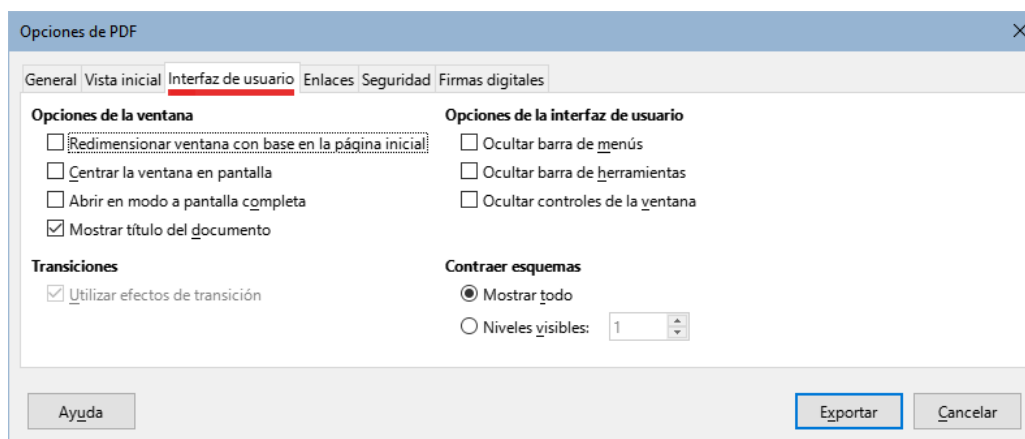 Opciones de PDF
General Vista inicial Interfaz de usuario Enlaces Seguridad Firmas digitales
Opciones de la ventana
Redimensionar ventana con base en la página inicial
Centrar la ventana en pantalla
Abrir en modo a pantalla completa
Mostrar título del documento
Opciones de la interfaz de usuario
Ocultar barra de menús
Ocultar barra de herramientas
Ocultar controles de la ventana
Transiciones
Utilizar efectos de transición
Contraer esquemas
Mostrar todo
Niveles visibles: 1
Ayuda Exportar Cancelar